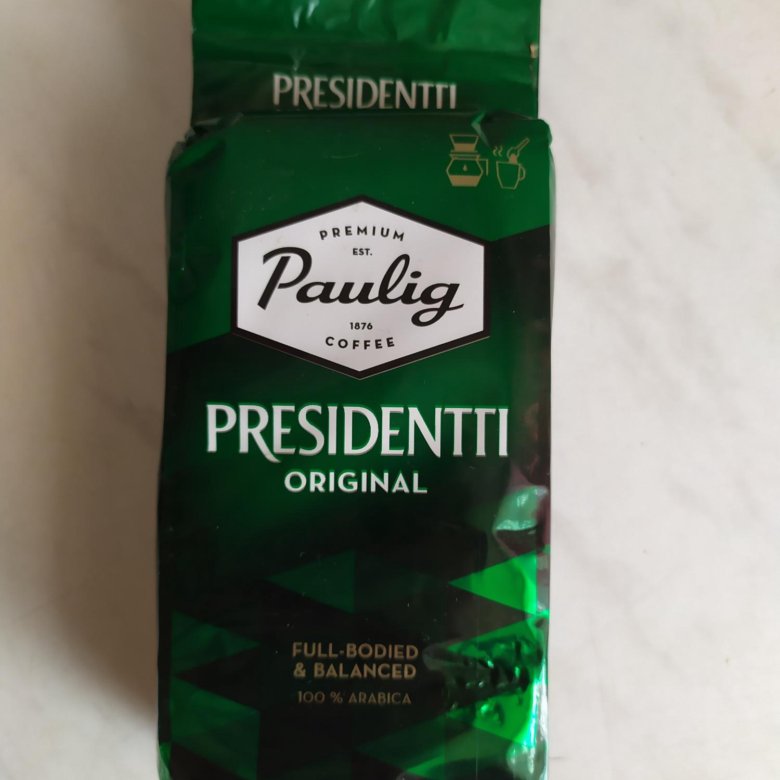 PRESIDENTTI
PREMIUM
EST.
Paulig
1876
COFFEE
PRESIDENTTI
ORIGINAL
FULL-BODIED
& BALANCED
100 % ARABICA